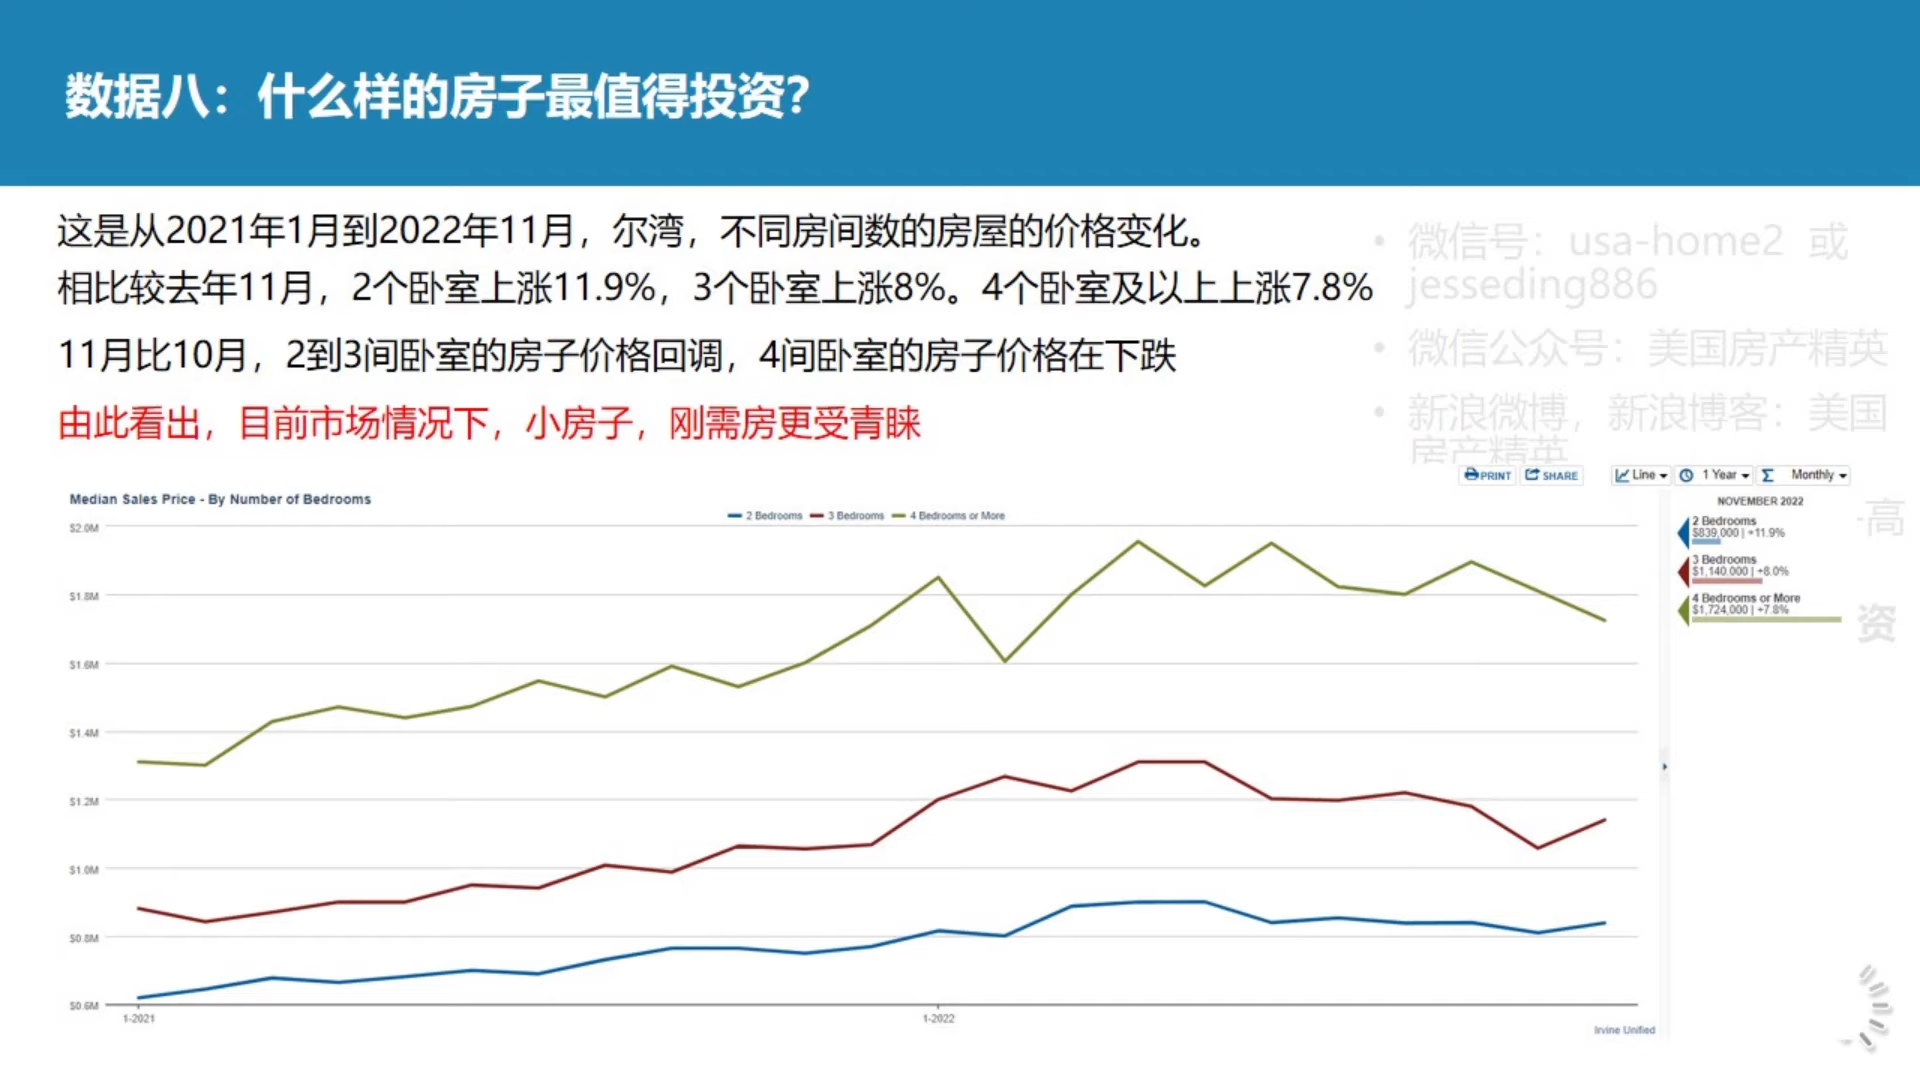 数据八：什么样的房子最值得投资？
这是从2021年1月到2022年11月，尔湾，不同房间数的房屋的价格变化。
相比较去年11月，2个卧室上涨11.9%，3个卧室上涨8%。4个卧室及以上上涨7.8%
11月比10月，2到3间卧室的房子价格回调，4间卧室的房子价格在下跌
由此看出，目前市场情况下，小房子，刚需房更受青睐
• 微信号：usa-home2 或
jesseding886
• 微信公众号：美国房产精英
• 新浪微博，新浪博客：美国
房产精英
PRINT SHARE Line 1 Year Monthly
Median Sales Price - By Number of Bedrooms
2 Bedrooms 3 Bedrooms 4 Bedrooms or More
$2.0M
$1.8M
$1.6M
$1.4M
$1.2M
$1.0M
$0.8M
$0.6M
1-2021 1-2022
Irvine Unified
NOVEMBER 2022
2 Bedrooms
$839,000 | +11.9%
3 Bedrooms
$1,140,000 | +8.0%
4 Bedrooms or More
$1,724,000 | +7.8%
高
资